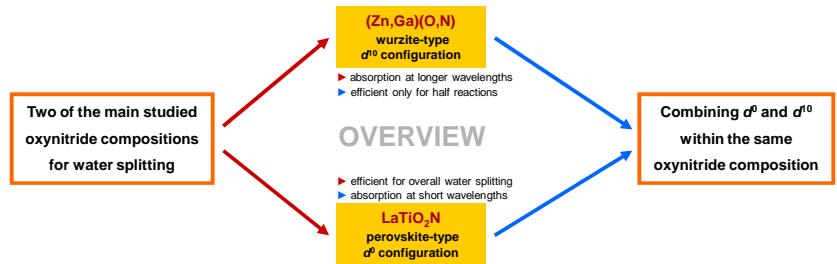 Two of the main studied
oxynitride compositions
for water splitting
(Zn,Ga)(O,N)
wurzite-type
d¹⁰ configuration
► absorption at longer wavelengths
► efficient only for half reactions
OVERVIEW
► efficient for overall water splitting
► absorption at short wavelengths
LaTiO₂N
perovskite-type
d⁰ configuration
Combining d⁰ and d¹⁰
within the same
oxynitride composition